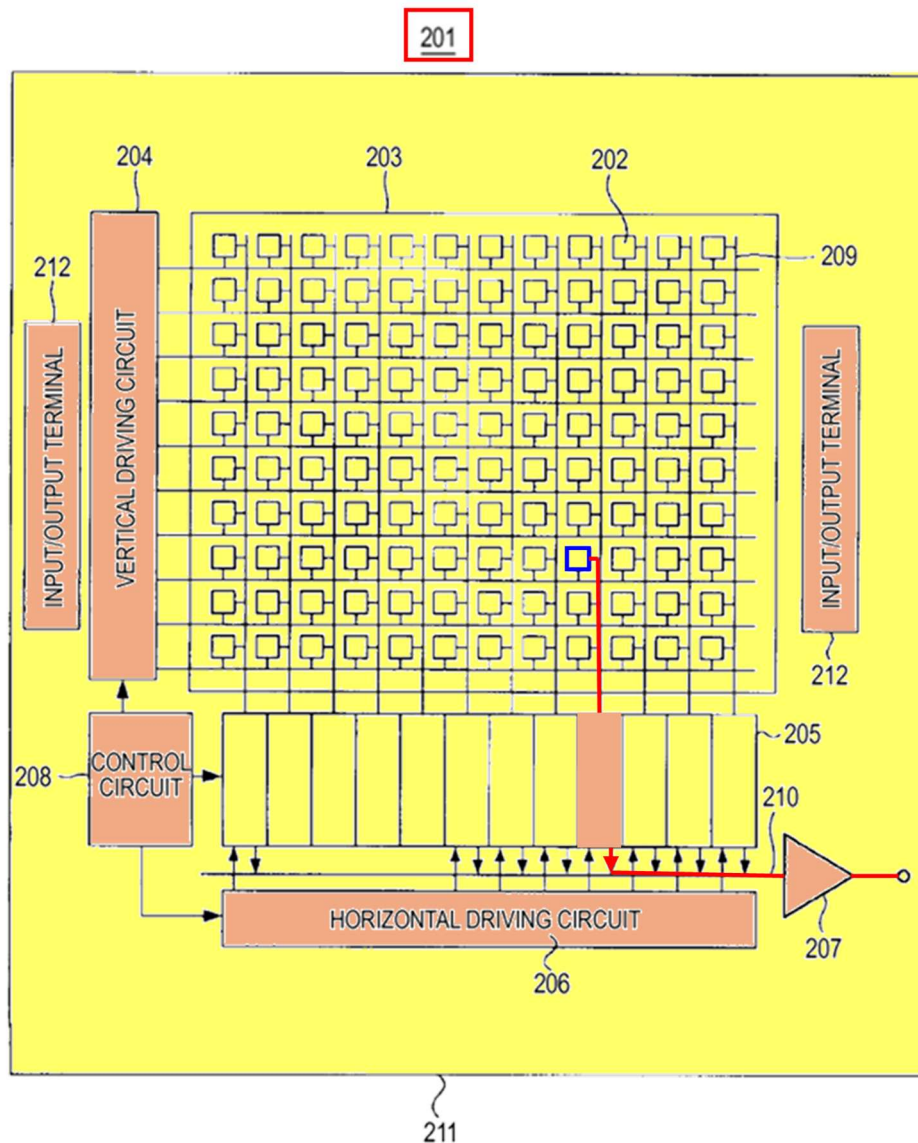 201
204
203
202
209
212
INPUT/OUTPUT TERMINAL
VERTICAL DRIVING CIRCUIT
INPUT/OUTPUT TERMINAL
212
205
208
CONTROL
CIRCUIT
210
HORIZONTAL DRIVING CIRCUIT
206
207
211